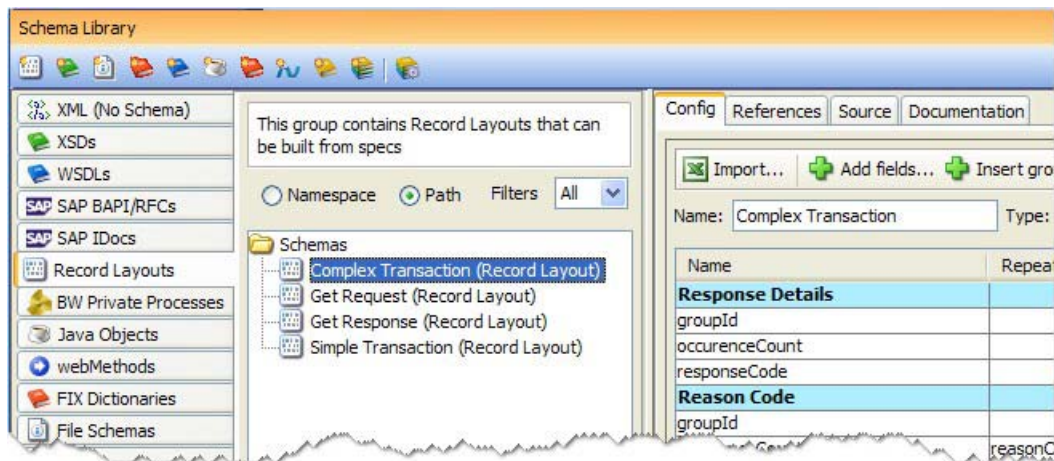 Schema Library
XML (No Schema)
XSDs
WSDLs
SAP SAP BAPI/RFCs
SAP SAP IDocs
Record Layouts
BW Private Processes
Java Objects
webMethods
FIX Dictionaries
File Schemas
This group contains Record Layouts that can
be built from specs
Namespace Path Filters All
Schemas
Complex Transaction (Record Layout)
Get Request (Record Layout)
Get Response (Record Layout)
Simple Transaction (Record Layout)
Config References Source Documentation
Import... Add fields... Insert gro
Name: Complex Transaction Type:
Name Repeat
Response Details
groupId
occurenceCount
responseCode
Reason Code
groupId
reasonC